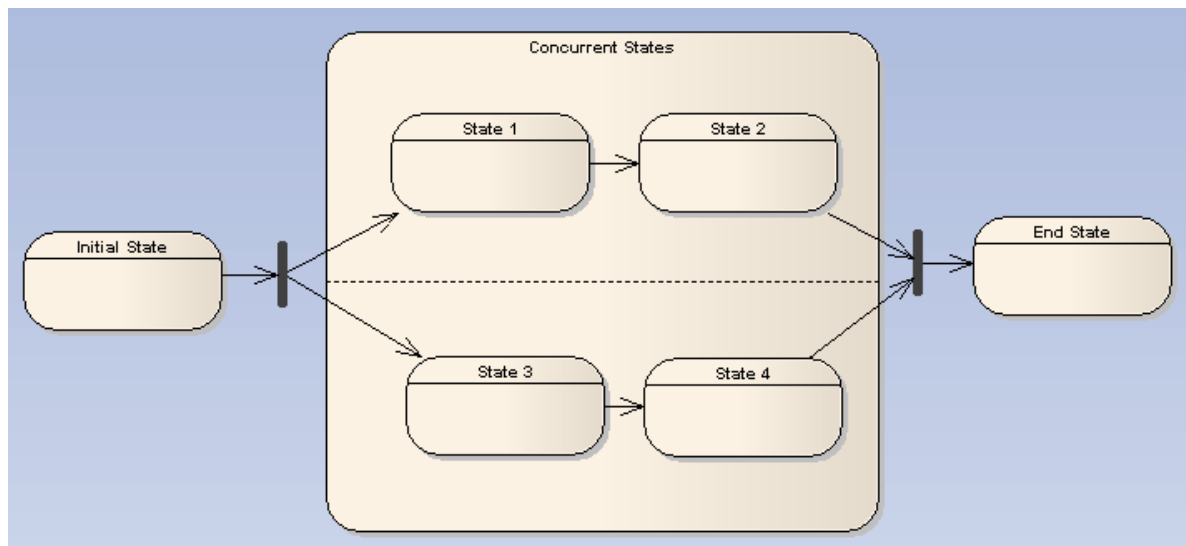 Concurrent States
State 1
State 2
Initial State
End State
State 3
State 4